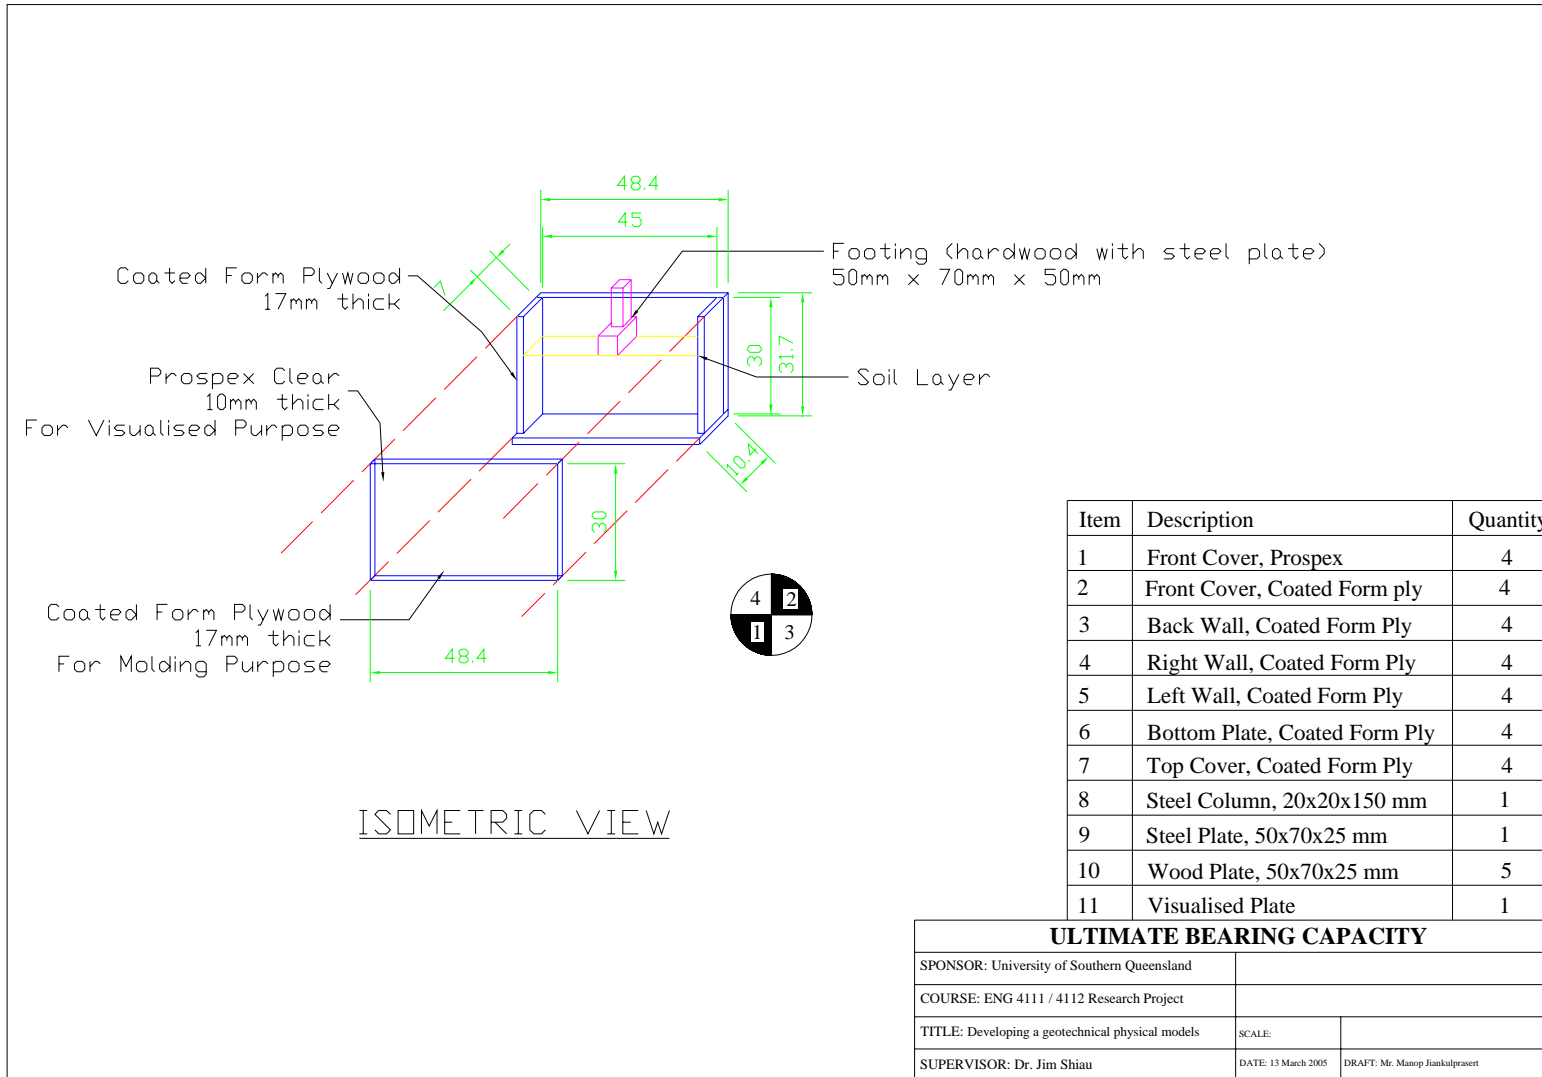 48.4
45
7
Coated Form Plywood
17mm thick
Footing (hardwood with steel plate)
50mm x 70mm x 50mm
30
31.7
Prospex Clear
10mm thick
For Visualised Purpose
Soil Layer
10.4
30
Coated Form Plywood
17mm thick
For Molding Purpose
48.4
4 2
1 3
ISOMETRIC VIEW
Item Description Quantity
1 Front Cover, Prospex 4
2 Front Cover, Coated Form ply 4
3 Back Wall, Coated Form Ply 4
4 Right Wall, Coated Form Ply 4
5 Left Wall, Coated Form Ply 4
6 Bottom Plate, Coated Form Ply 4
7 Top Cover, Coated Form Ply 4
8 Steel Column, 20x20x150 mm 1
9 Steel Plate, 50x70x25 mm 1
10 Wood Plate, 50x70x25 mm 5
11 Visualised Plate 1
ULTIMATE BEARING CAPACITY
SPONSOR: University of Southern Queensland
COURSE: ENG 4111 / 4112 Research Project
TITLE: Developing a geotechnical physical models SCALE:
SUPERVISOR: Dr. Jim Shiau DATE: 13 March 2005 DRAFT: Mr. Manop Jiankulprasert